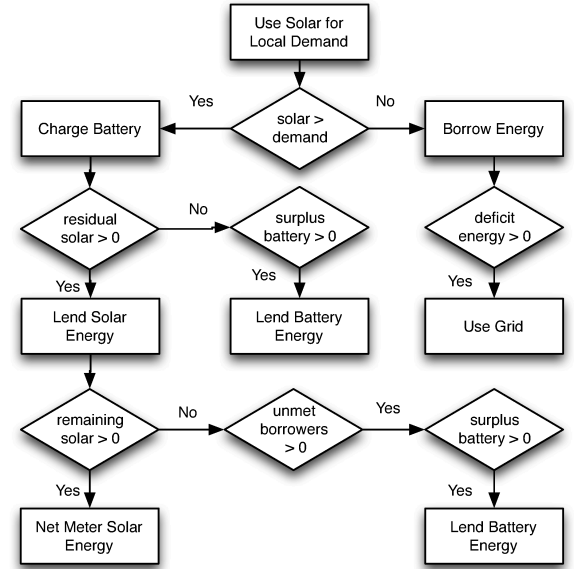 Use Solar for
Local Demand
Yes
No
Charge Battery
solar >
demand
Borrow Energy
residual
solar > 0
No
surplus
battery > 0
deficit
energy > 0
Yes
Yes
Yes
Lend Solar
Energy
Lend Battery
Energy
Use Grid
remaining
solar > 0
No
unmet
borrowers
> 0
Yes
surplus
battery > 0
Yes
Yes
Net Meter Solar
Energy
Lend Battery
Energy